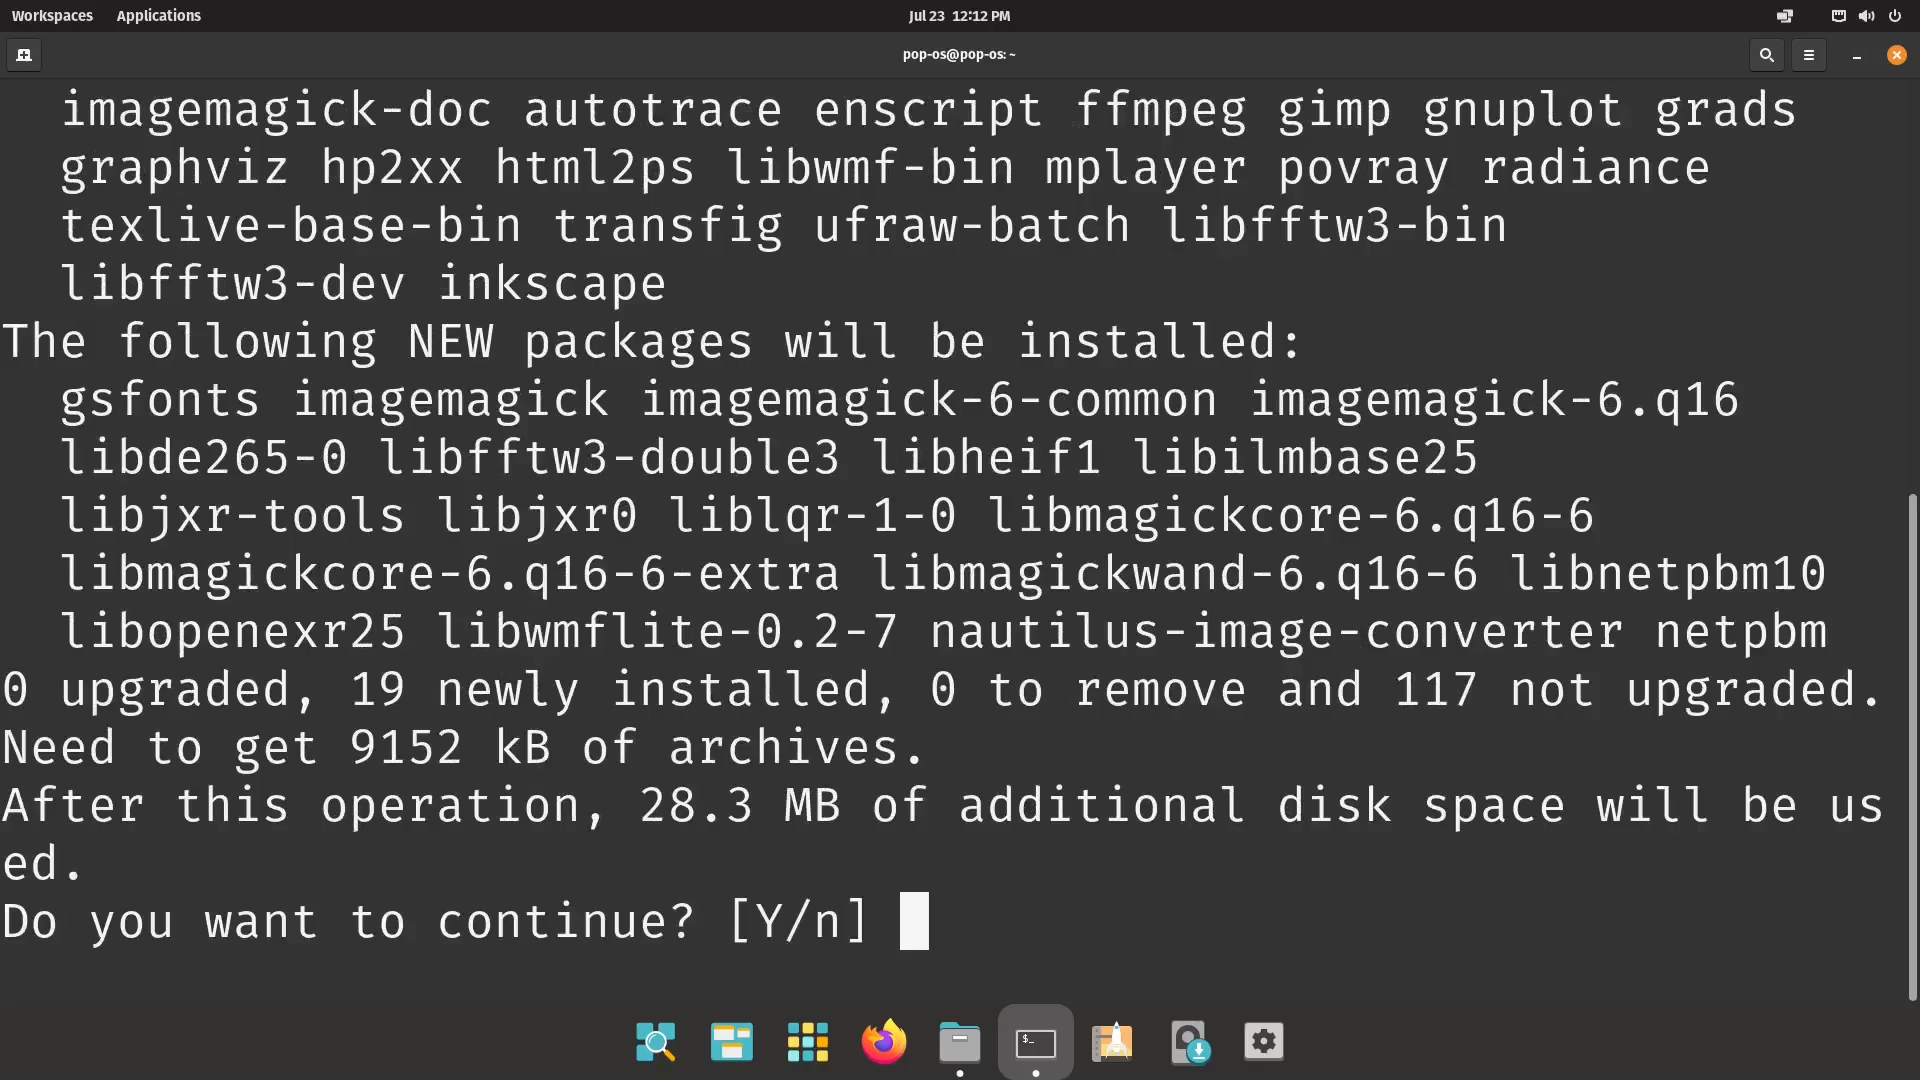 Workspaces Applications Jul 23 12:12 PM
pop-os@pop-os: ~
imagemagick-doc autotrace enscript ffmpeg gimp gnuplot grads
graphviz hp2xx html2ps libwmf-bin mplayer povray radiance
texlive-base-bin transfig ufraw-batch libfftw3-bin
libfftw3-dev inkscape
The following NEW packages will be installed:
gsfonts imagemagick imagemagick-6-common imagemagick-6.q16
libde265-0 libfftw3-double3 libheif1 libilmbase25
libjxr-tools libjxr0 liblqr-1-0 libmagickcore-6.q16-6
libmagickcore-6.q16-6-extra libmagickwand-6.q16-6 libnetpbm10
libopenexr25 libwmflite-0.2-7 nautilus-image-converter netpbm
0 upgraded, 19 newly installed, 0 to remove and 117 not upgraded.
Need to get 9152 kB of archives.
After this operation, 28.3 MB of additional disk space will be us
ed.
Do you want to continue? [Y/n]
$_